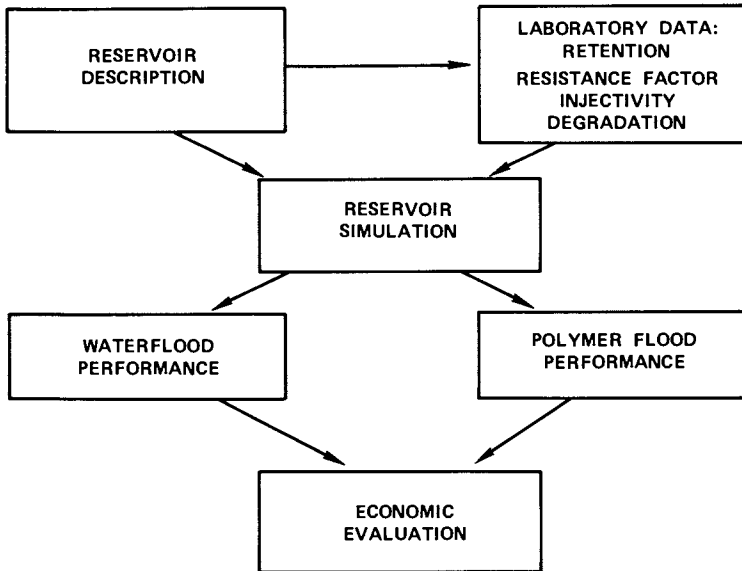 RESERVOIR
DESCRIPTION
LABORATORY DATA:
RETENTION
RESISTANCE FACTOR
INJECTIVITY
DEGRADATION
RESERVOIR
SIMULATION
WATERFLOOD
PERFORMANCE
POLYMER FLOOD
PERFORMANCE
ECONOMIC
EVALUATION